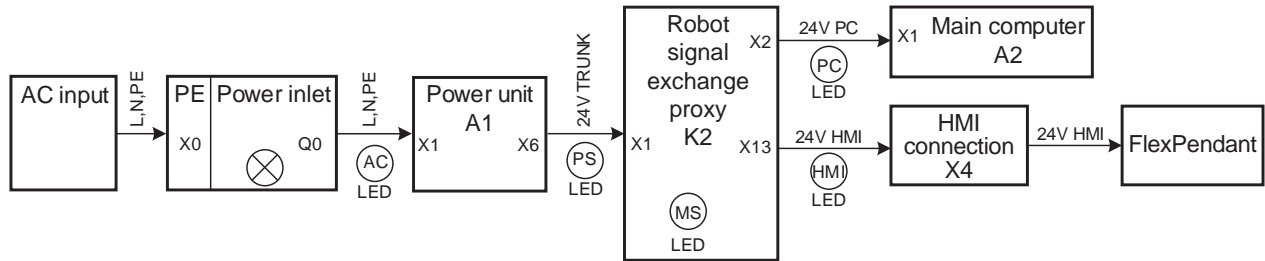 AC input
L,N,PE
PE
Power inlet
X0
Q0
L,N,PE
AC
LED
Power unit
A1
X1
X6
24V TRUNK
PS
LED
Robot
signal
exchange
proxy
K2
X1
X2
X13
MS
LED
24V PC
PC
LED
X1
Main computer
A2
24V HMI
HMI
LED
HMI
connection
X4
24V HMI
FlexPendant